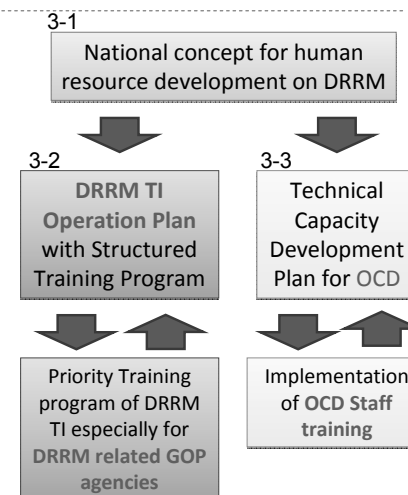 3-1
National concept for human
resource development on DRRM
3-2
DRRM TI
Operation Plan
with Structured
Training Program
3-3
Technical
Capacity
Development
Plan for OCD
Priority Training
program of DRRM
TI especially for
DRRM related GOP
agencies
Implementation
of OCD Staff
training